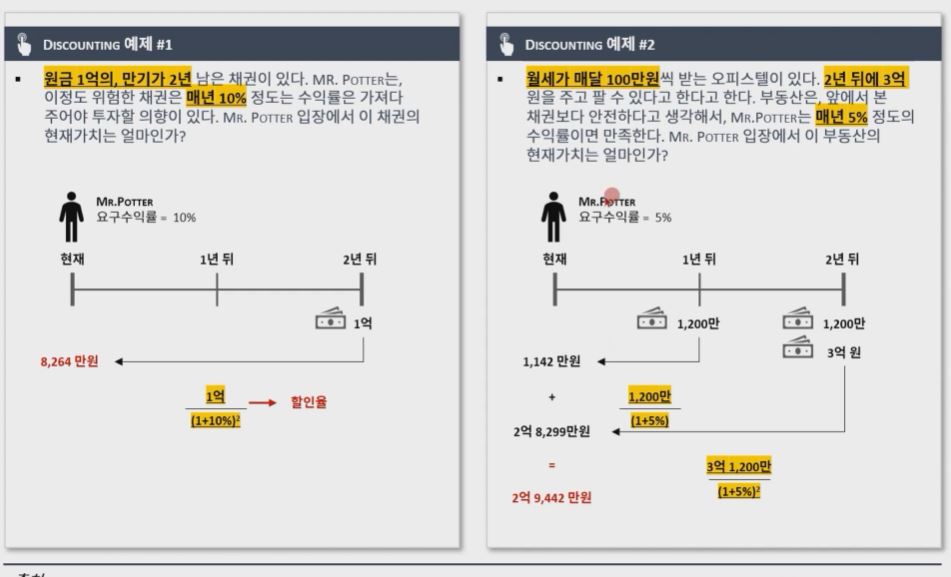 DISCOUNTING 예제 #1
▪ 원금 1억의, 만기가 2년 남은 채권이 있다. MR. POTTER는,
이정도 위험한 채권은 매년 10% 정도는 수익률은 가져다
주어야 투자할 의향이 있다. MR. POTTER 입장에서 이 채권의
현재가치는 얼마인가?
MR.POTTER
요구수익률 = 10%
현재 1년 뒤 2년 뒤
1억
8,264 만원
1억
(1+10%)²
할인율
DISCOUNTING 예제 #2
▪ 월세가 매달 100만원씩 받는 오피스텔이 있다. 2년 뒤에 3억
원을 주고 팔 수 있다고 한다고 한다. 부동산은, 앞에서 본
채권보다 안전하다고 생각해서, MR.POTTER는 매년 5% 정도의
수익률이면 만족한다. MR. POTTER 입장에서 이 부동산의
현재가치는 얼마인가?
MR.POTTER
요구수익률 = 5%
현재 1년 뒤 2년 뒤
1,200만 1,200만
3억 원
1,142 만원
+
1,200만
(1+5%)
2억 8,299만원
=
3억 1,200만
(1+5%)²
2억 9,442 만원